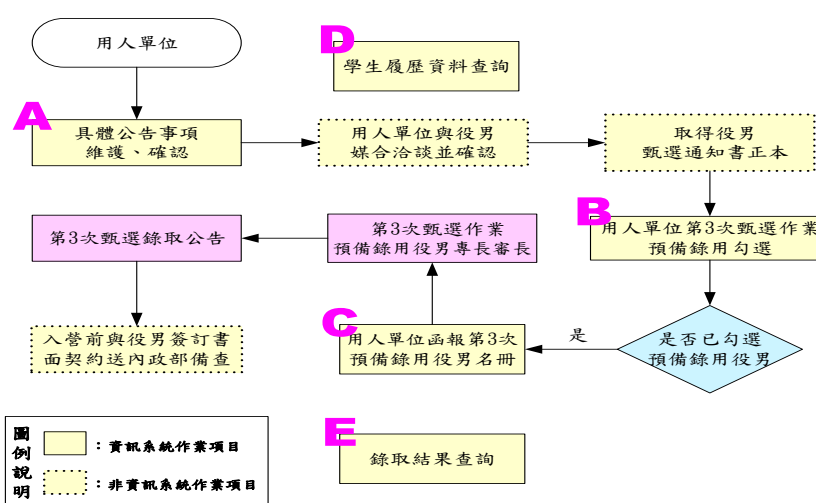 用人單位
D
學生履歷資料查詢
A
具體公告事項
維護、確認
用人單位與役男
媒合洽談並確認
取得役男
甄選通知書正本
B
用人單位第3次甄選作業
預備錄用勾選
第3次甄選錄取公告
第3次甄選作業
預備錄用役男專長審長
入營前與役男簽訂書
面契約送內政部備查
C
用人單位函報第3次
預備錄用役男名冊
是
是否已勾選
預備錄用役男
圖例說明
：資訊系統作業項目
：非資訊系統作業項目
E
錄取結果查詢